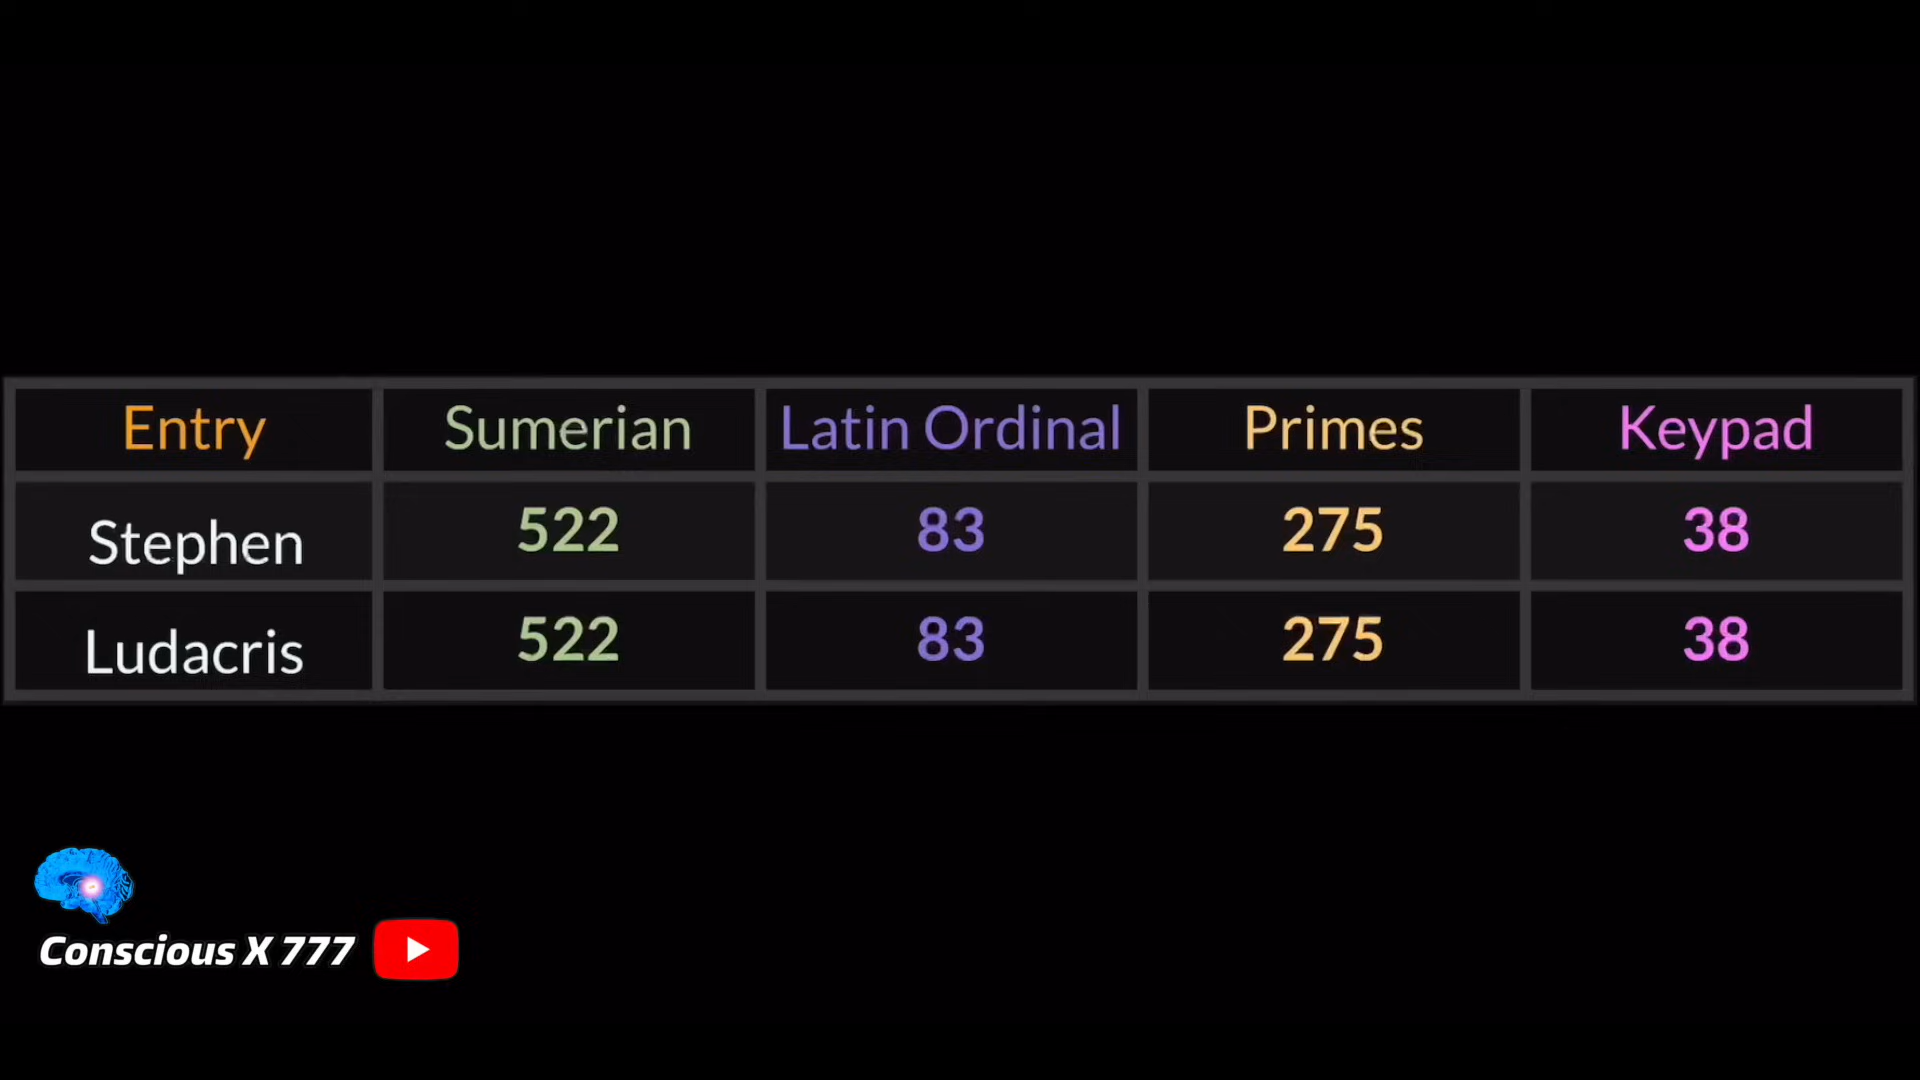 Entry Sumerian Latin Ordinal Primes Keypad
Stephen 522 83 275 38
Ludacris 522 83 275 38
Conscious X 777